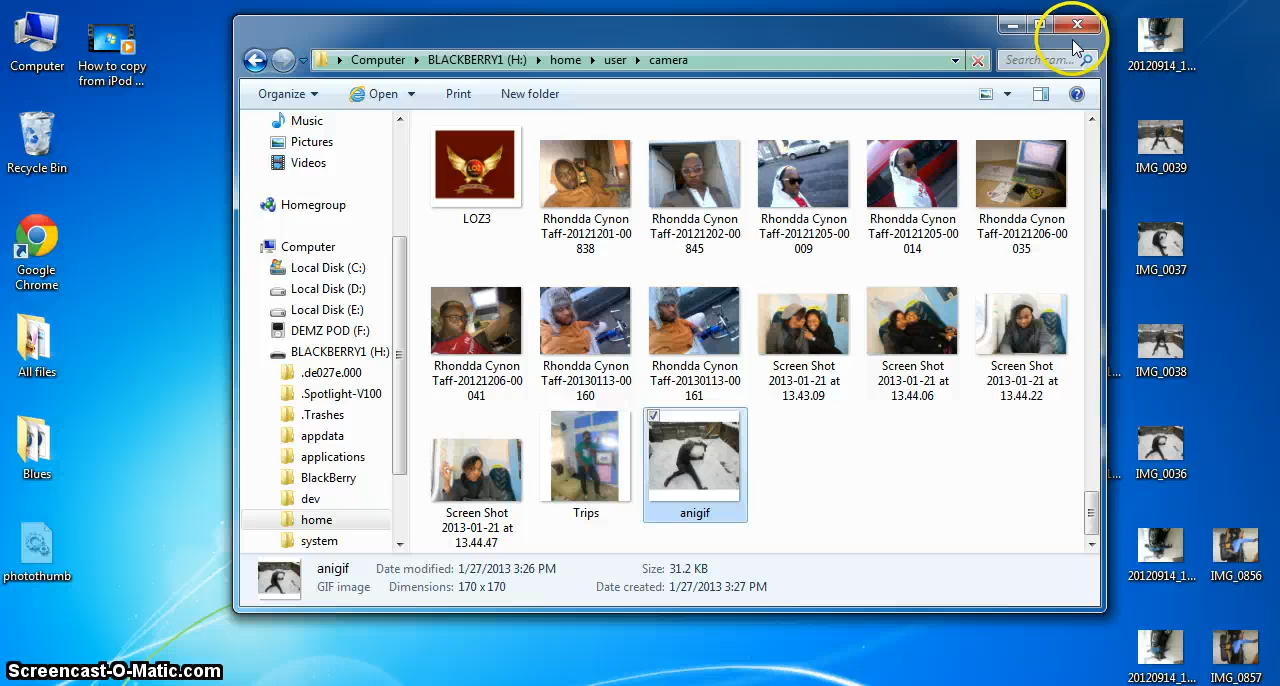 Computer
How to copy
from iPod ...
Recycle Bin
Google
Chrome
All files
Blues
photothumb
Computer
BLACKBERRY1 (H:)
home
user
camera
Search cam...
Organize
Open
Print
New folder
Music
Pictures
Videos
Homegroup
Computer
Local Disk (C:)
Local Disk (D:)
Local Disk (E:)
DEMZ POD (F:)
BLACKBERRY1 (H:)
.de027e.000
.Spotlight-V100
.Trashes
appdata
applications
BlackBerry
dev
home
system
LOZ3
Rhondda Cynon
Taff-20121201-00
838
Rhondda Cynon
Taff-20121202-00
845
Rhondda Cynon
Taff-20121205-00
009
Rhondda Cynon
Taff-20121205-00
014
Rhondda Cynon
Taff-20121206-00
035
Rhondda Cynon
Taff-20121206-00
041
Rhondda Cynon
Taff-20130113-00
160
Rhondda Cynon
Taff-20130113-00
161
Screen Shot
2013-01-21 at
13.43.09
Screen Shot
2013-01-21 at
13.44.06
Screen Shot
2013-01-21 at
13.44.22
Screen Shot
2013-01-21 at
13.44.47
Trips
anigif
anigif
Date modified: 1/27/2013 3:26 PM
Size: 31.2 KB
GIF image
Dimensions: 170 x 170
Date created: 1/27/2013 3:27 PM
20120914_1...
IMG_0039
IMG_0037
IMG_0038
IMG_0036
20120914_1...
IMG_0856
20120914_1...
IMG_0857
Screencast-O-Matic.com